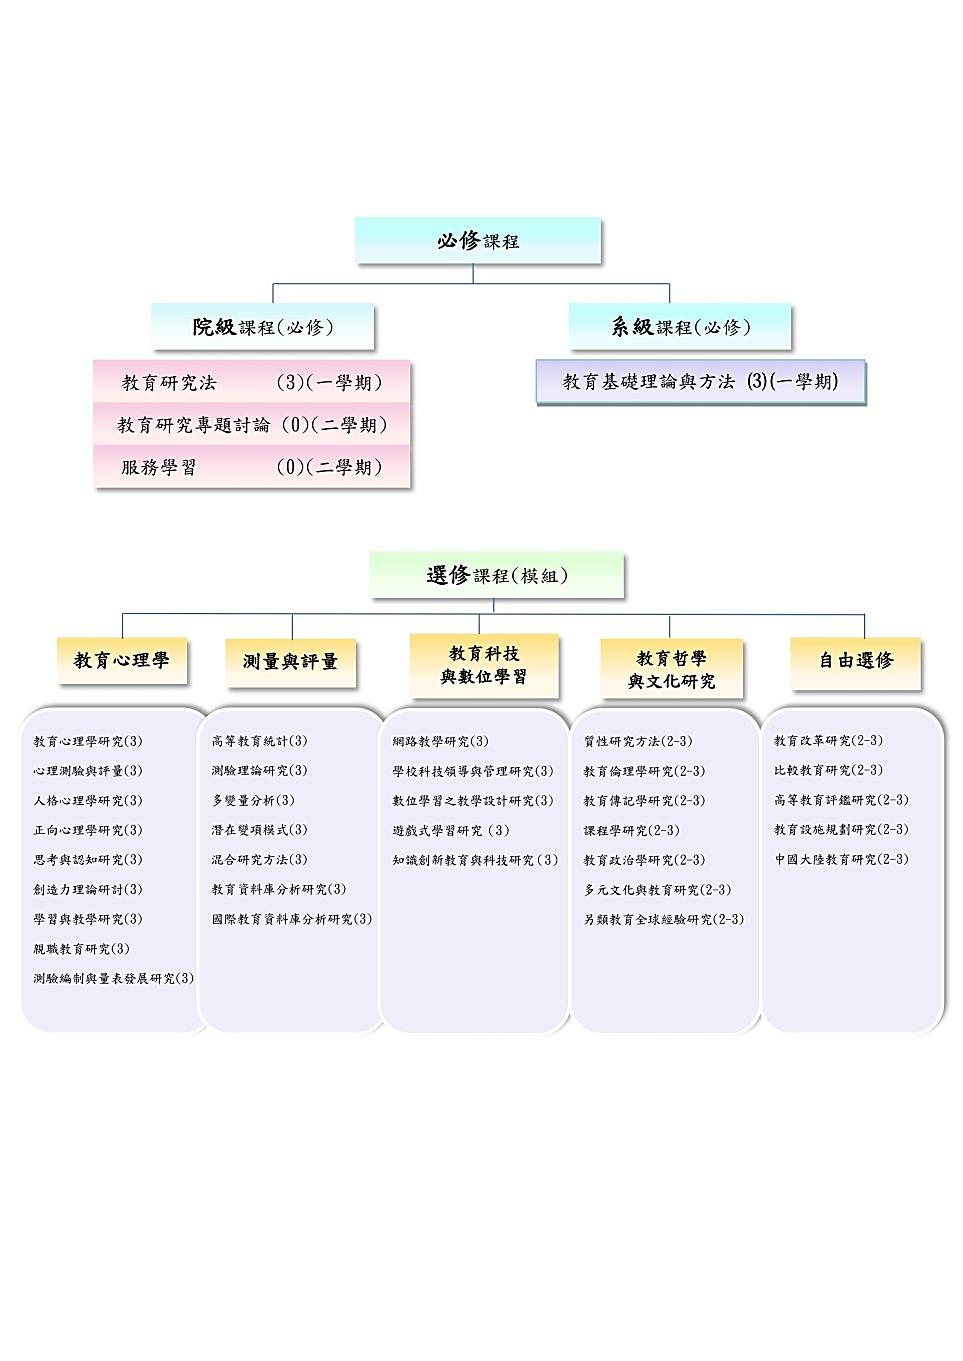 必修課程
院級課程(必修)
教育研究法 (3)(一學期)
教育研究專題討論 (0)(二學期)
服務學習 (0)(二學期)
系級課程(必修)
教育基礎理論與方法 (3)(一學期)
選修課程(模組)
教育心理學
教育心理學研究(3)
心理測驗與評量(3)
人格心理學研究(3)
正向心理學研究(3)
思考與認知研究(3)
創造力理論研討(3)
學習與教學研究(3)
親職教育研究(3)
測驗編制與量表發展研究(3)
測量與評量
高等教育統計(3)
測驗理論研究(3)
多變量分析(3)
潛在變項模式(3)
混合研究方法(3)
教育資料庫分析研究(3)
國際教育資料庫分析研究(3)
教育科技
與數位學習
網路教學研究(3)
學校科技領導與管理研究(3)
數位學習之教學設計研究(3)
遊戲式學習研究 (3)
知識創新教育與科技研究 (3)
教育哲學
與文化研究
質性研究方法(2-3)
教育倫理學研究(2-3)
教育傳記學研究(2-3)
課程學研究(2-3)
教育政治學研究(2-3)
多元文化與教育研究(2-3)
另類教育全球經驗研究(2-3)
自由選修
教育改革研究(2-3)
比較教育研究(2-3)
高等教育評鑑研究(2-3)
教育設施規劃研究(2-3)
中國大陸教育研究(2-3)